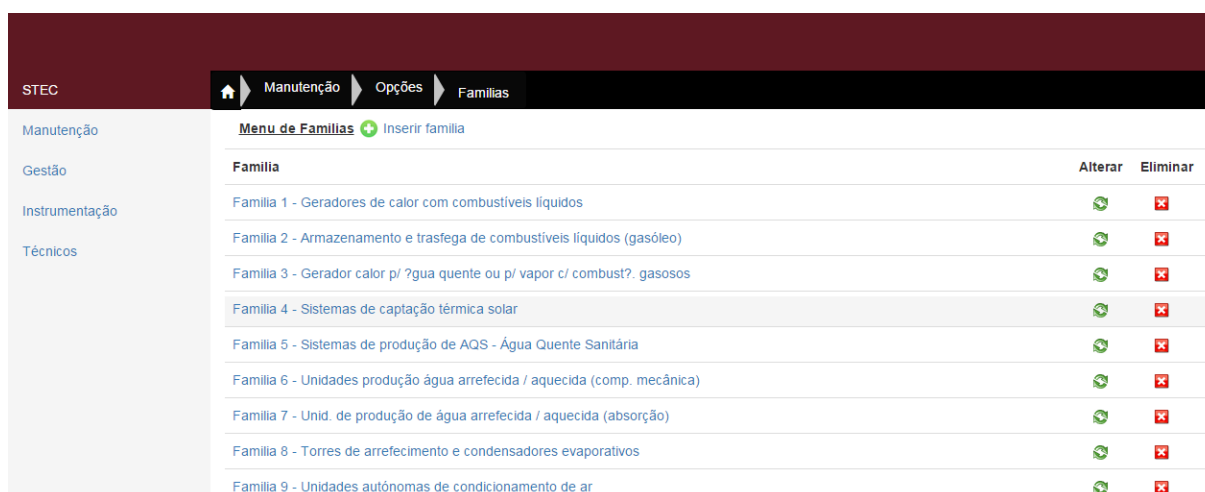 STEC
Manutenção Opções Familias
Manutenção
Gestão
Instrumentação
Técnicos
Menu de Familias Inserir familia
Familia Alterar Eliminar
Familia 1 - Geradores de calor com combustíveis líquidos
Familia 2 - Armazenamento e trasfega de combustíveis líquidos (gasóleo)
Familia 3 - Gerador calor p/ ?gua quente ou p/ vapor c/ combust?. gasosos
Familia 4 - Sistemas de captação térmica solar
Familia 5 - Sistemas de produção de AQS - Água Quente Sanitária
Familia 6 - Unidades produção água arrefecida / aquecida (comp. mecânica)
Familia 7 - Unid. de produção de água arrefecida / aquecida (absorção)
Familia 8 - Torres de arrefecimento e condensadores evaporativos
Familia 9 - Unidades autónomas de condicionamento de ar